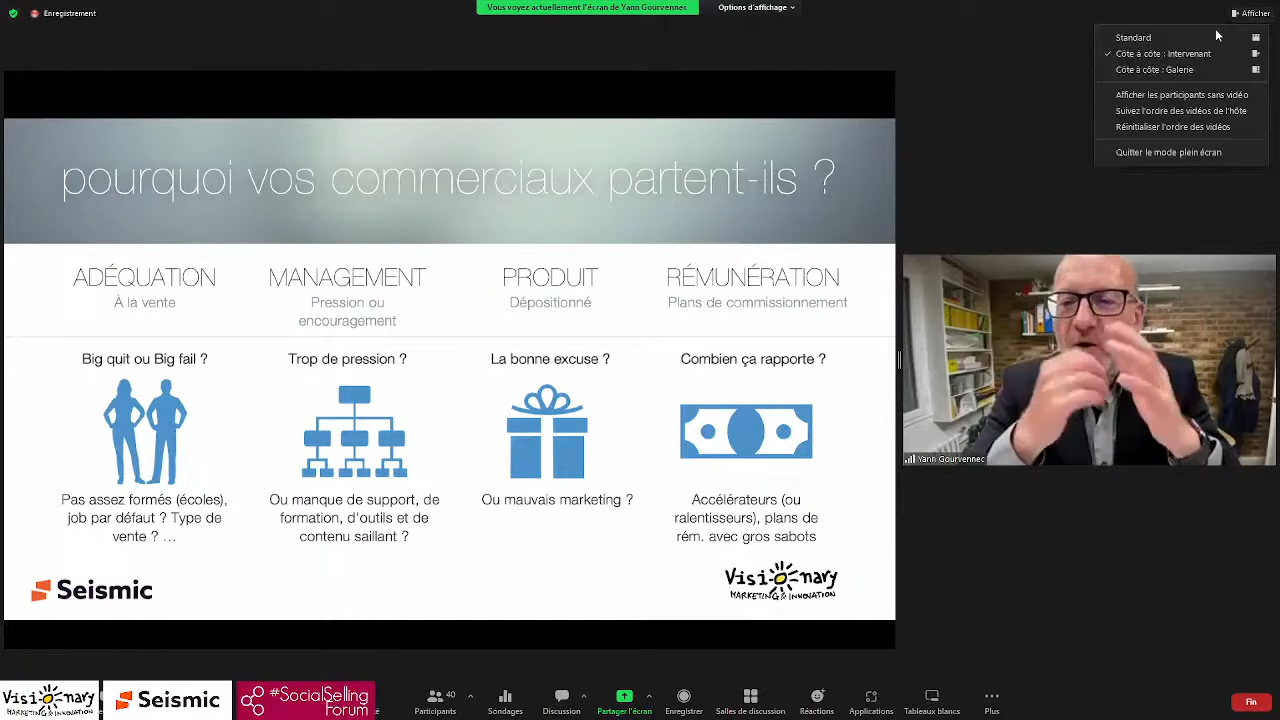 Enregistrement
Vous voyez actuellement l'écran de Yann Gourvennec
Options d'affichage
Afficher
Standard
Côte à côte : Intervenant
Côte à côte : Galerie
Afficher les participants sans vidéo
Suivez l'ordre des vidéos de l'hôte
Réinitialiser l'ordre des vidéos
Quitter le mode plein écran
pourquoi vos commerciaux partent-ils ?
ADÉQUATION
À la vente
MANAGEMENT
Pression ou
encouragement
PRODUIT
Dépositionné
RÉMUNÉRATION
Plans de commissionnement
Big quit ou Big fail ?
Trop de pression ?
La bonne excuse ?
Combien ça rapporte ?
Pas assez formés (écoles),
job par défaut ? Type de
vente ? ...
Ou manque de support, de
formation, d'outils et de
contenu saillant ?
Ou mauvais marketing ?
Accélérateurs (ou
ralentisseurs), plans de
rém. avec gros sabots
Seismic
Visionary
MARKETING & INNOVATION
Yann Gourvennec
Visionary
MARKETING & INNOVATION
Seismic
#SocialSelling
Forum
Participants
40
Sondages
Discussion
Partager l'écran
Enregistrer
Salles de discussion
Réactions
Applications
Tableaux blancs
Plus
Fin